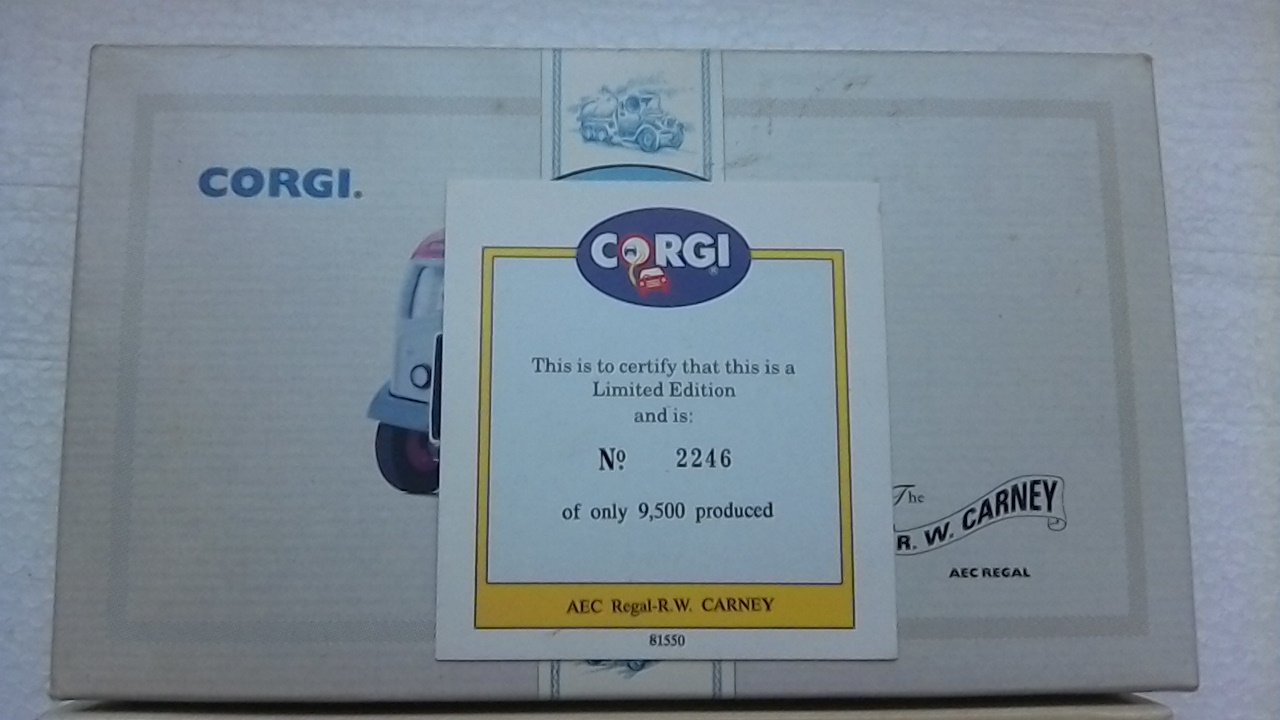 CORGI®
CORGI®
This is to certify that this is a
Limited Edition
and is:
Nº 2246
of only 9,500 produced
AEC Regal-R.W. CARNEY
81550
The
R. W. CARNEY
AEC REGAL